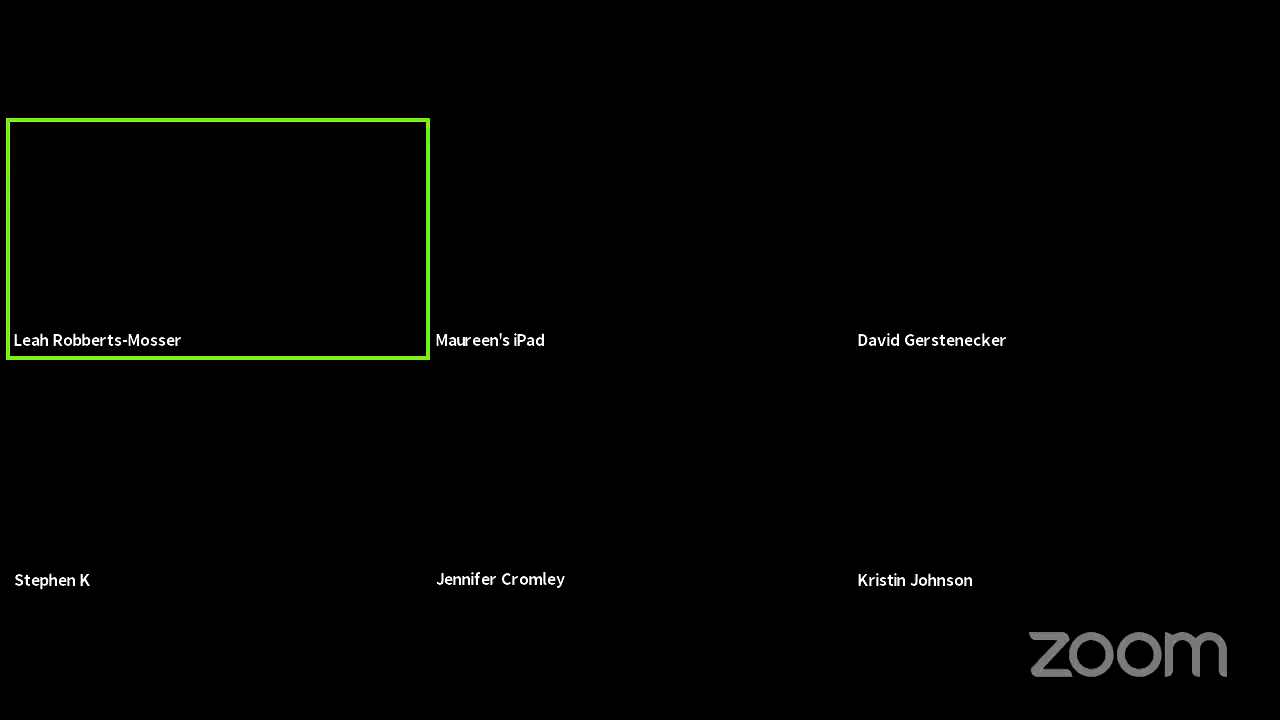 Leah Robberts-Mosser
Maureen's iPad
David Gerstenecker
Stephen K
Jennifer Cromley
Kristin Johnson
zoom